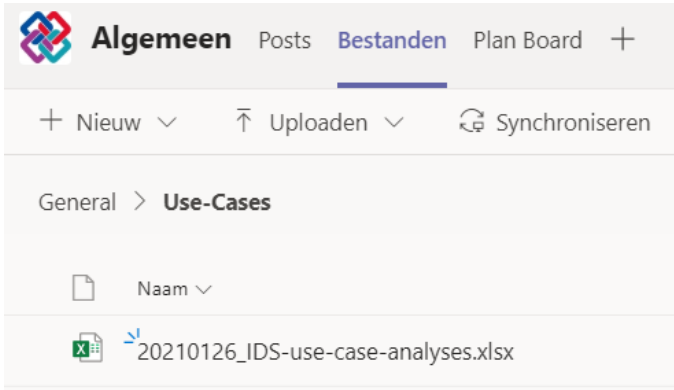 Algemeen Posts Bestanden Plan Board
Nieuw Uploaden Synchroniseren
General > Use-Cases
Naam
20210126_IDS-use-case-analyses.xlsx